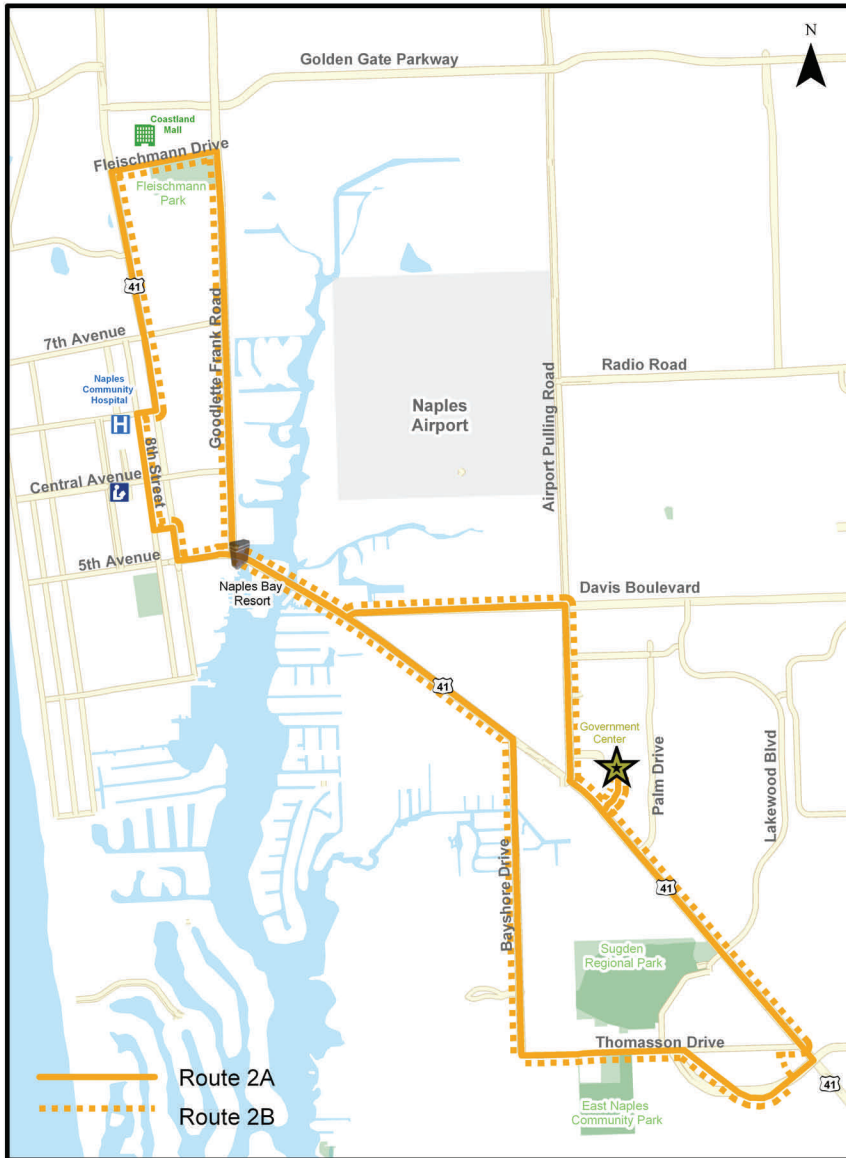 N
Golden Gate Parkway
Coastland
Mall
Fleischmann Drive
Fleischmann
Park
41
Goodlette Frank Road
7th Avenue
Naples
Community
Hospital
H
8th Street
Central Avenue
5th Avenue
Naples Bay
Resort
Naples
Airport
Airport Pulling Road
Radio Road
Davis Boulevard
41
Government
Center
Palm Drive
Lakewood Blvd
Bayshore Drive
41
Sugden
Regional Park
Thomasson Drive
41
East Naples
Community Park
Route 2A
Route 2B